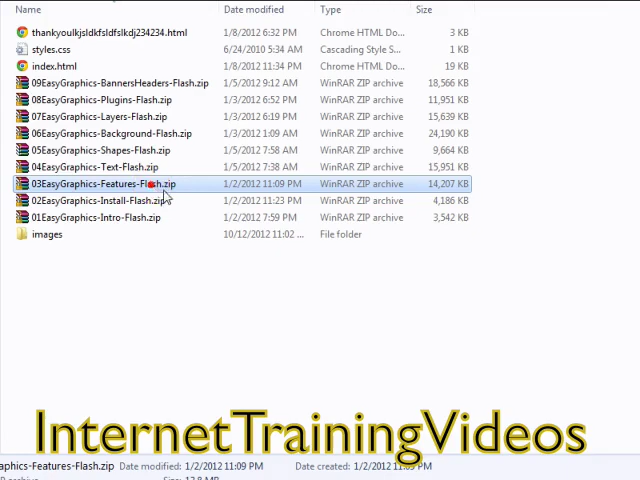 Name Date modified Type Size
thankyoulkjsldkfsldfslkdj234234.html 1/8/2012 6:32 PM Chrome HTML Do... 3 KB
styles.css 6/24/2010 5:34 AM Cascading Style S... 1 KB
index.html 1/8/2012 11:34 PM Chrome HTML Do... 19 KB
09EasyGraphics-BannersHeaders-Flash.zip 1/5/2012 9:12 AM WinRAR ZIP archive 18,566 KB
08EasyGraphics-Plugins-Flash.zip 1/3/2012 6:52 PM WinRAR ZIP archive 11,951 KB
07EasyGraphics-Layers-Flash.zip 1/3/2012 6:19 PM WinRAR ZIP archive 15,639 KB
06EasyGraphics-Background-Flash.zip 1/3/2012 1:09 AM WinRAR ZIP archive 24,190 KB
05EasyGraphics-Shapes-Flash.zip 1/5/2012 7:58 AM WinRAR ZIP archive 9,664 KB
04EasyGraphics-Text-Flash.zip 1/5/2012 7:38 AM WinRAR ZIP archive 15,951 KB
03EasyGraphics-Features-Flash.zip 1/2/2012 11:09 PM WinRAR ZIP archive 14,207 KB
02EasyGraphics-Install-Flash.zip 1/2/2012 11:23 PM WinRAR ZIP archive 4,186 KB
01EasyGraphics-Intro-Flash.zip 1/2/2012 7:59 PM WinRAR ZIP archive 3,542 KB
images 10/12/2012 11:02 ... File folder
InternetTrainingVideos
aphics-Features-Flash.zip Date modified: 1/2/2012 11:09 PM Date created: 1/2/2012 11:09 PM